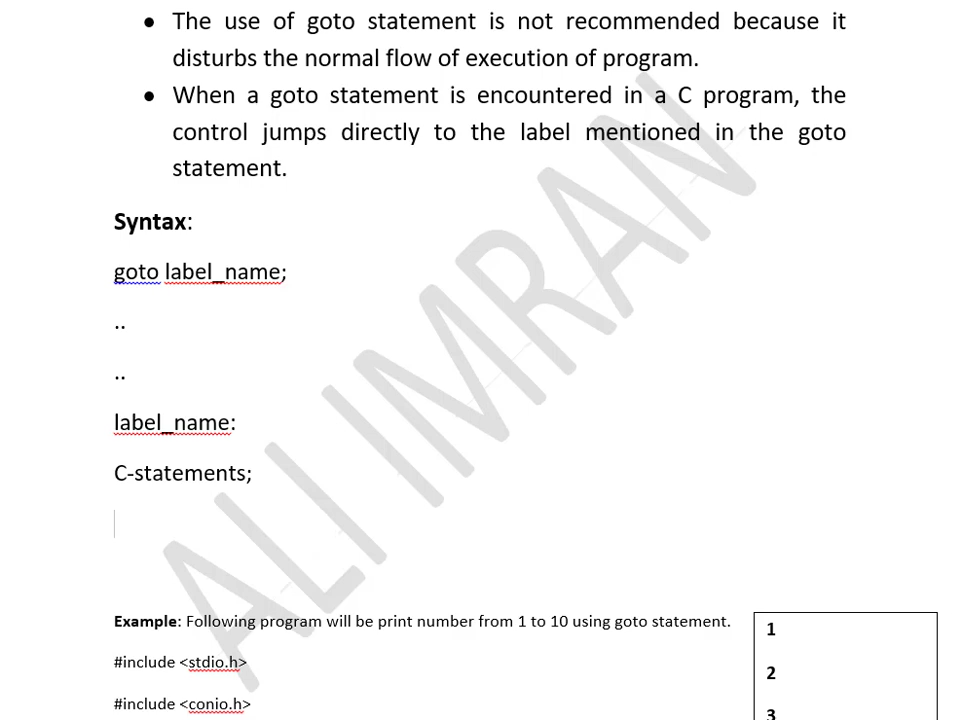 • The use of goto statement is not recommended because it
disturbs the normal flow of execution of program.
• When a goto statement is encountered in a C program, the
control jumps directly to the label mentioned in the goto
statement.
Syntax:
goto label_name;
..
..
label_name:
C-statements;
ALI IMRAN
Example: Following program will be print number from 1 to 10 using goto statement.
#include <stdio.h>
#include <conio.h>
1
2
3